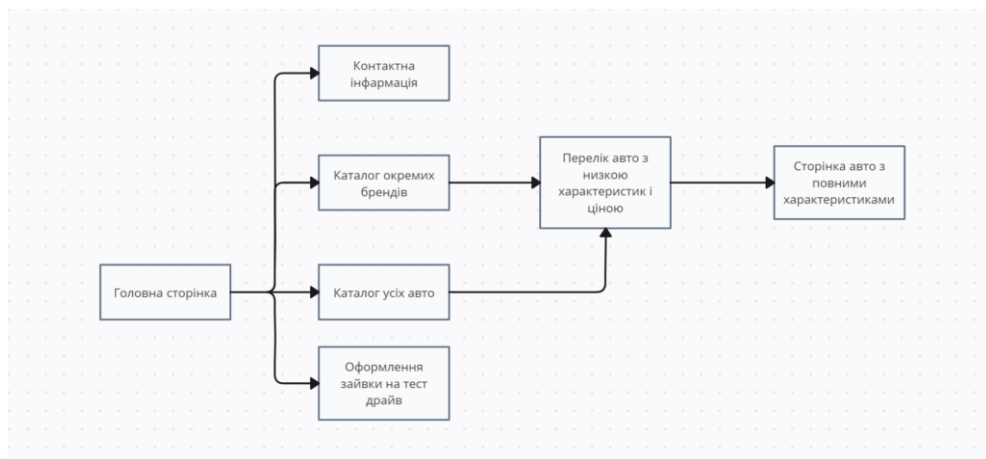 Контактна
інфармація
Каталог окремих
брендів
Перелік авто з
низкою
характеристик і
ціною
Сторінка авто з
повними
характеристиками
Головна сторінка
Каталог усіх авто
Оформлення
зайвки на тест
драйв